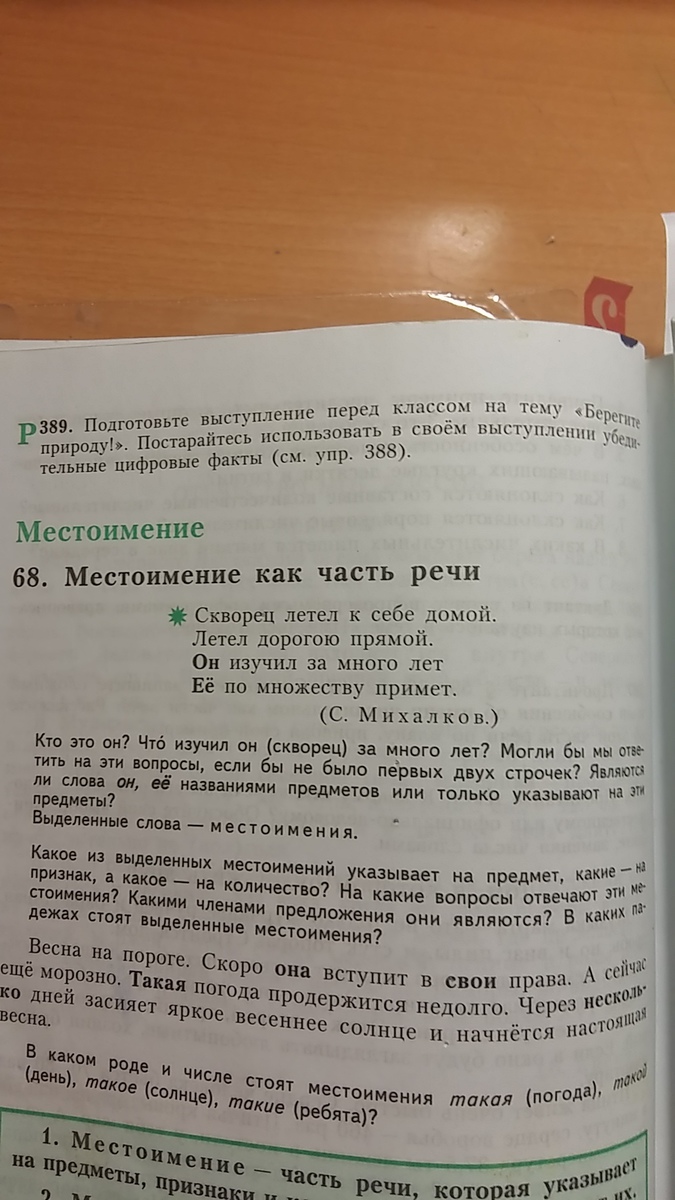 Р 389. Подготовьте выступление перед классом на тему «Берегите
природу!». Постарайтесь использовать в своём выступлении убеди-
тельные цифровые факты (см. упр. 388).
Местоимение
68. Местоимение как часть речи
Скворец летел к себе домой.
Летел дорогою прямой.
Он изучил за много лет
Её по множеству примет.
(С. Михалков.)
Кто это он? Что́ изучил он (скворец) за много лет? Могли бы мы отве-
тить на эти вопросы, если бы не было первых двух строчек? Являются
ли слова он, её названиями предметов или только указывают на эти
предметы?
Выделенные слова — местоимения.
Какое из выделенных местоимений указывает на предмет, какие — на
признак, а какое — на количество? На какие вопросы отвечают эти ме-
стоимения? Какими членами предложения они являются? В каких па-
дежах стоят выделенные местоимения?
Весна на пороге. Скоро она вступит в свои права. А сейчас
ещё морозно. Такая погода продержится недолго. Через несколь-
ко дней засияет яркое весеннее солнце и начнётся настоящая
весна.
В каком роде и числе стоят местоимения такая (погода), такой
(день), такое (солнце), такие (ребята)?
1. Местоимение — часть речи, которая указывает
на предметы, признаки и их.
2.